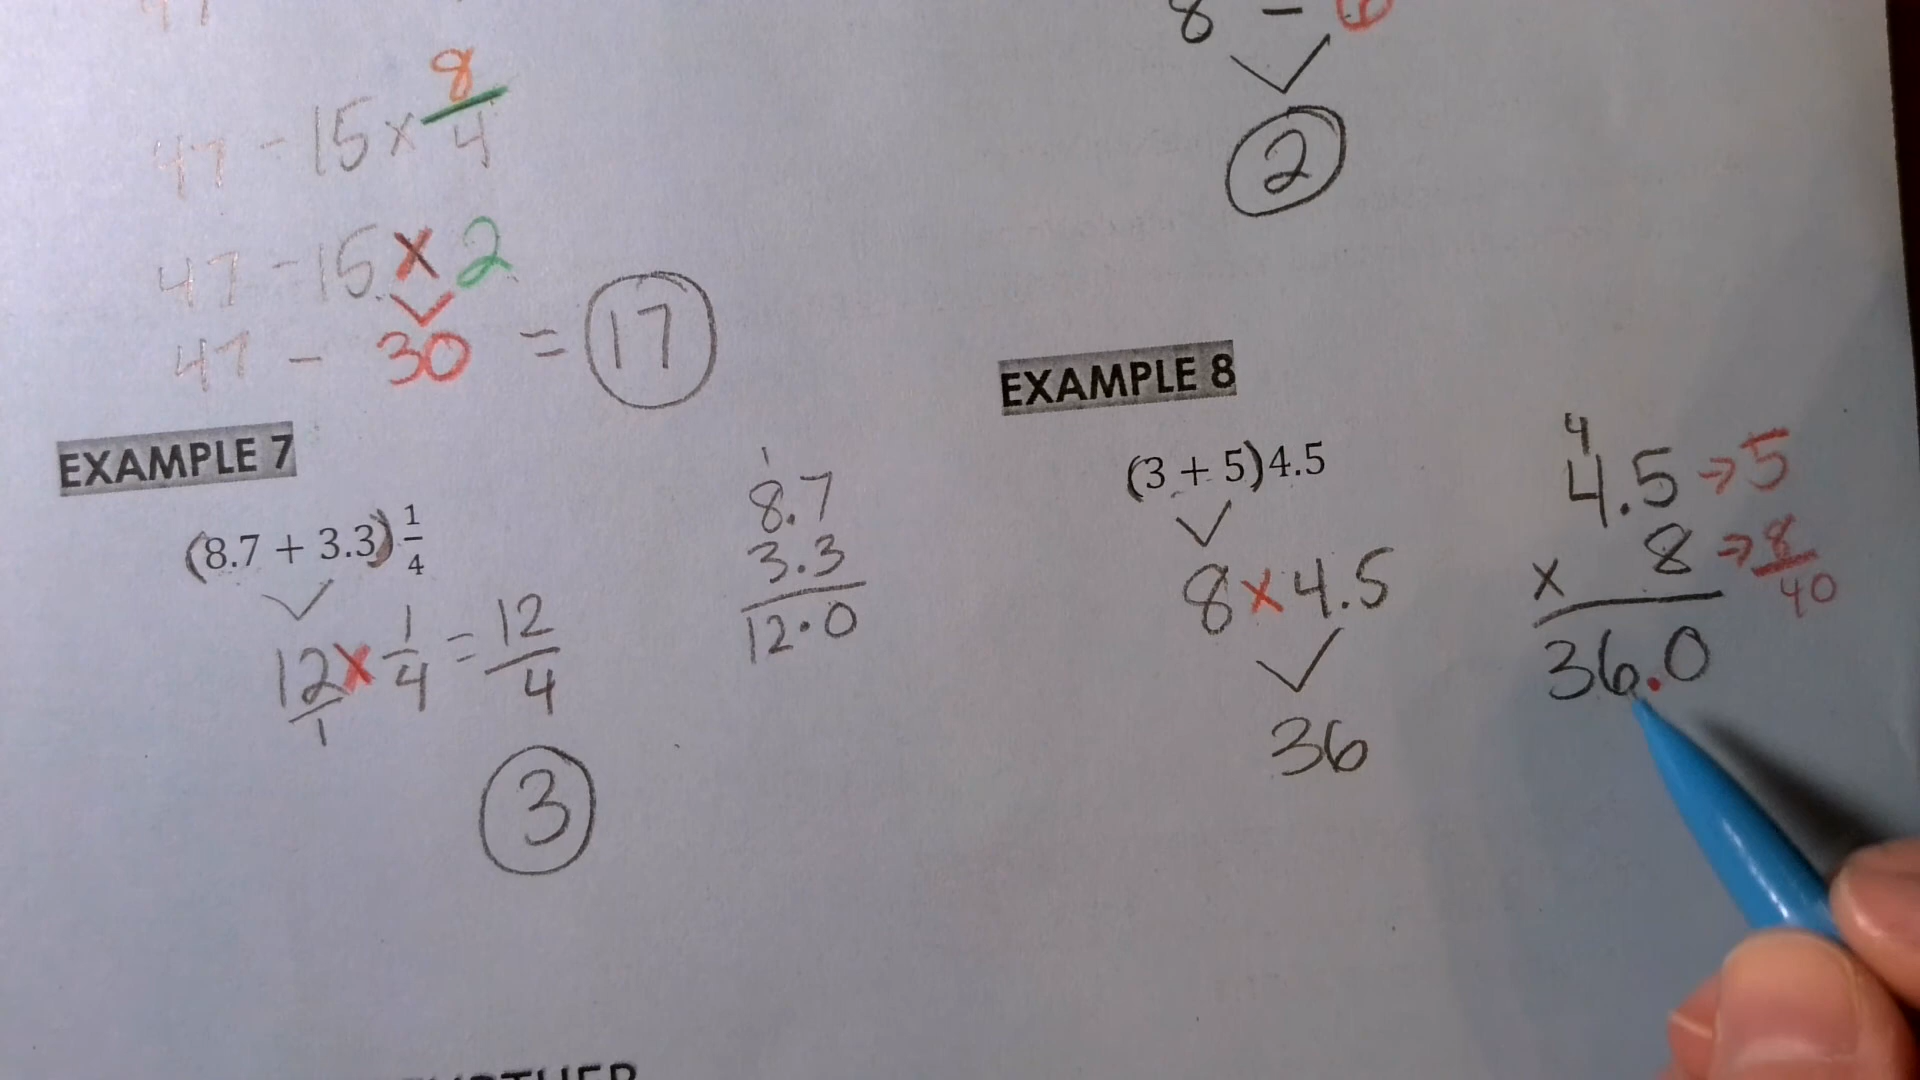 47 - 15 × 8/4
47 - 15 × 2
47 - 30 = 17
8 - 6
2
EXAMPLE 7
(8.7 + 3.3) 1/4
12/1 × 1/4 = 12/4
3
1
8.7
3.3
12.0
EXAMPLE 8
(3 + 5)4.5
8 × 4.5
36
4
4.5 → 5
× 8 → 8
40
36.0